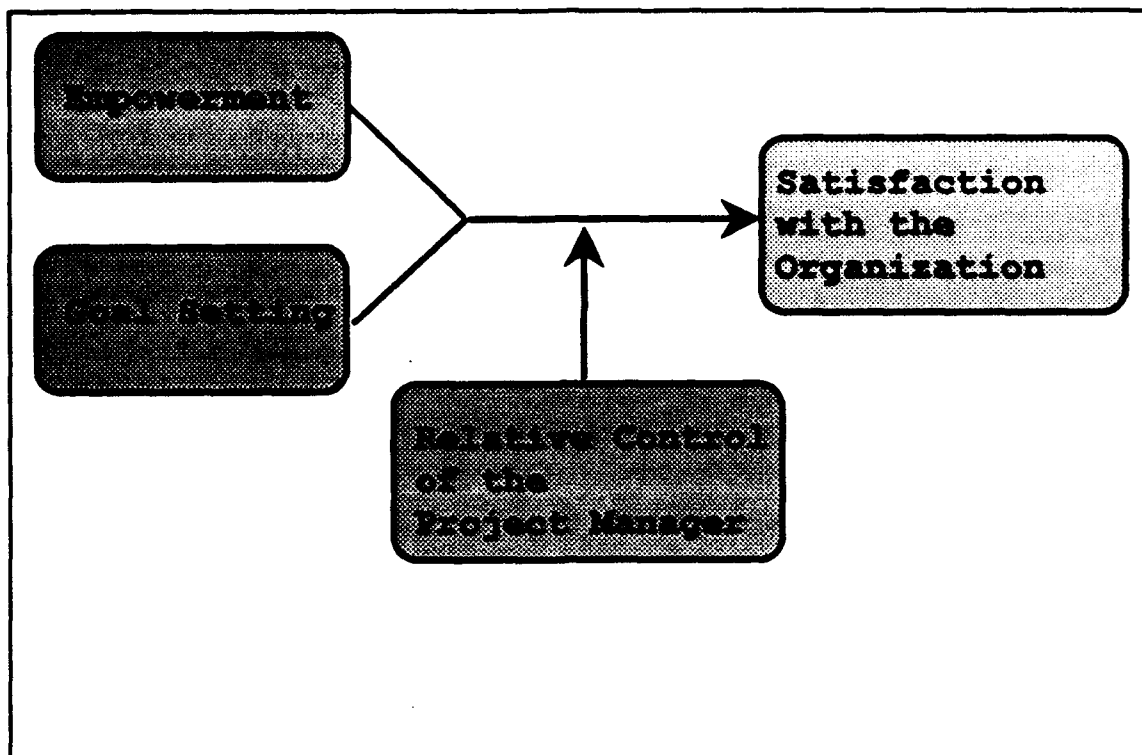 Empowerment
Goal Setting
Satisfaction
with the
Organization
Relative Control
of the
Project Manager